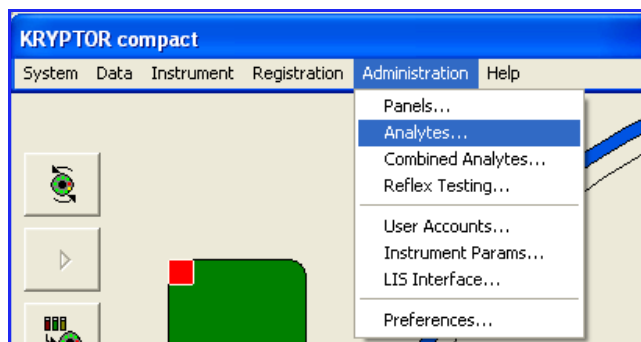 KRYPTOR compact
System Data Instrument Registration Administration Help
Panels...
Analytes...
Combined Analytes...
Reflex Testing...
User Accounts...
Instrument Params...
LIS Interface...
Preferences...